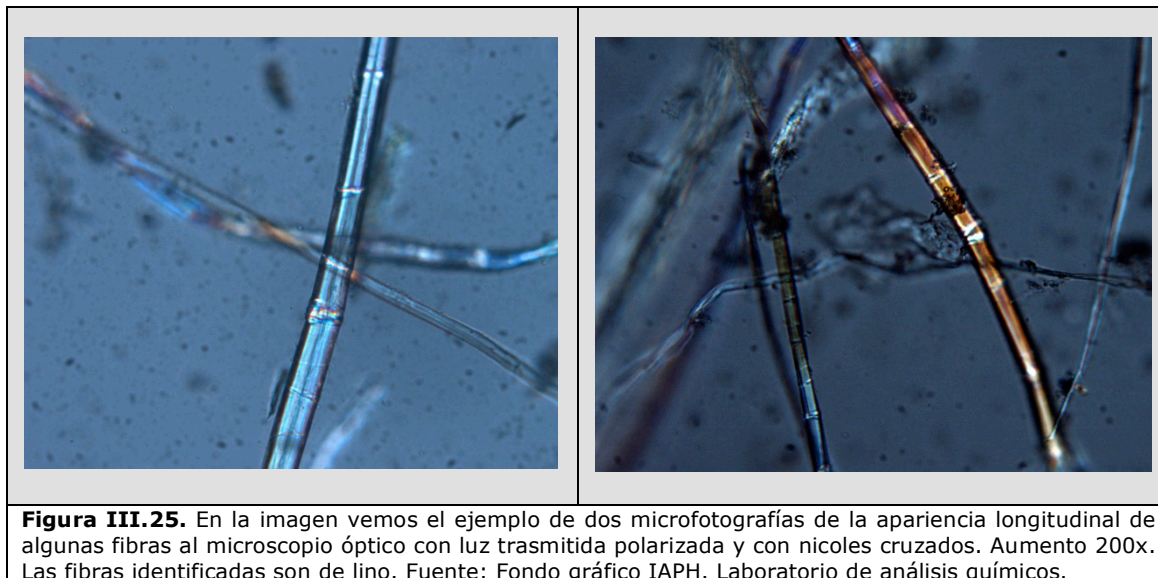 Figura III.25. En la imagen vemos el ejemplo de dos microfotografías de la apariencia longitudinal de
algunas fibras al microscopio óptico con luz trasmitida polarizada y con nicoles cruzados. Aumento 200x.
Las fibras identificadas son de lino. Fuente: Fondo gráfico IAPH. Laboratorio de análisis químicos.